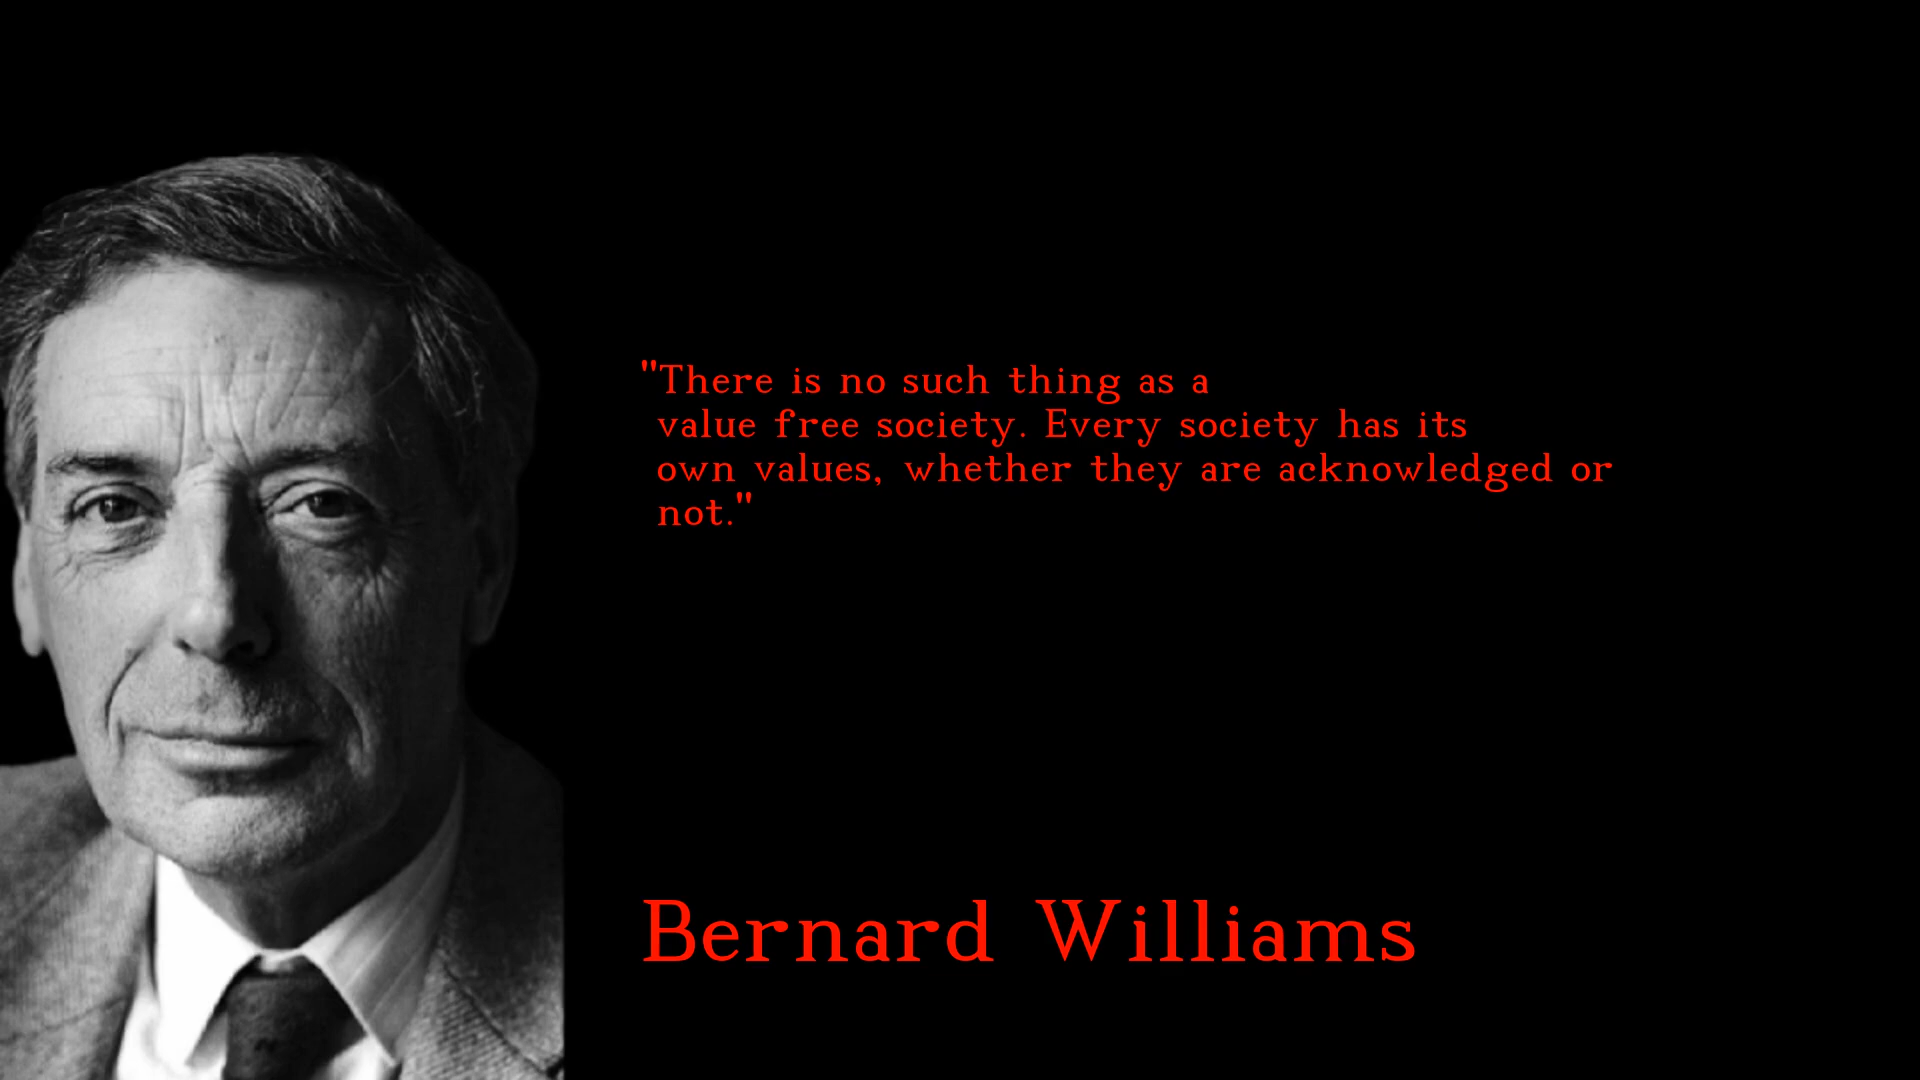 "There is no such thing as a
value free society. Every society has its
own values, whether they are acknowledged or
not."
Bernard Williams